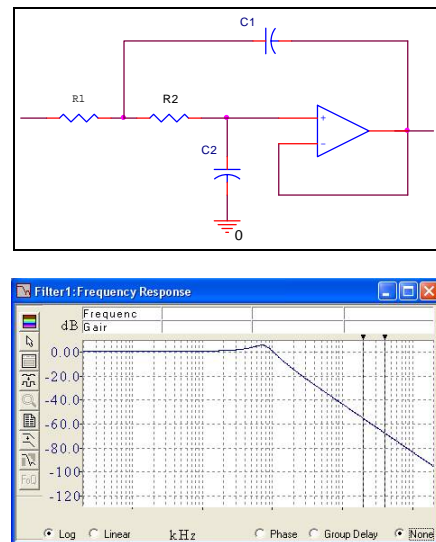 C1
R1
R2
C2
+
-
0
Filter1:Frequency Response
Frequenc
dB Gair
0.00
-20.0
-40.0
-60.0
-80.0
-100
-120
Log Linear kHz Phase Group Delay None